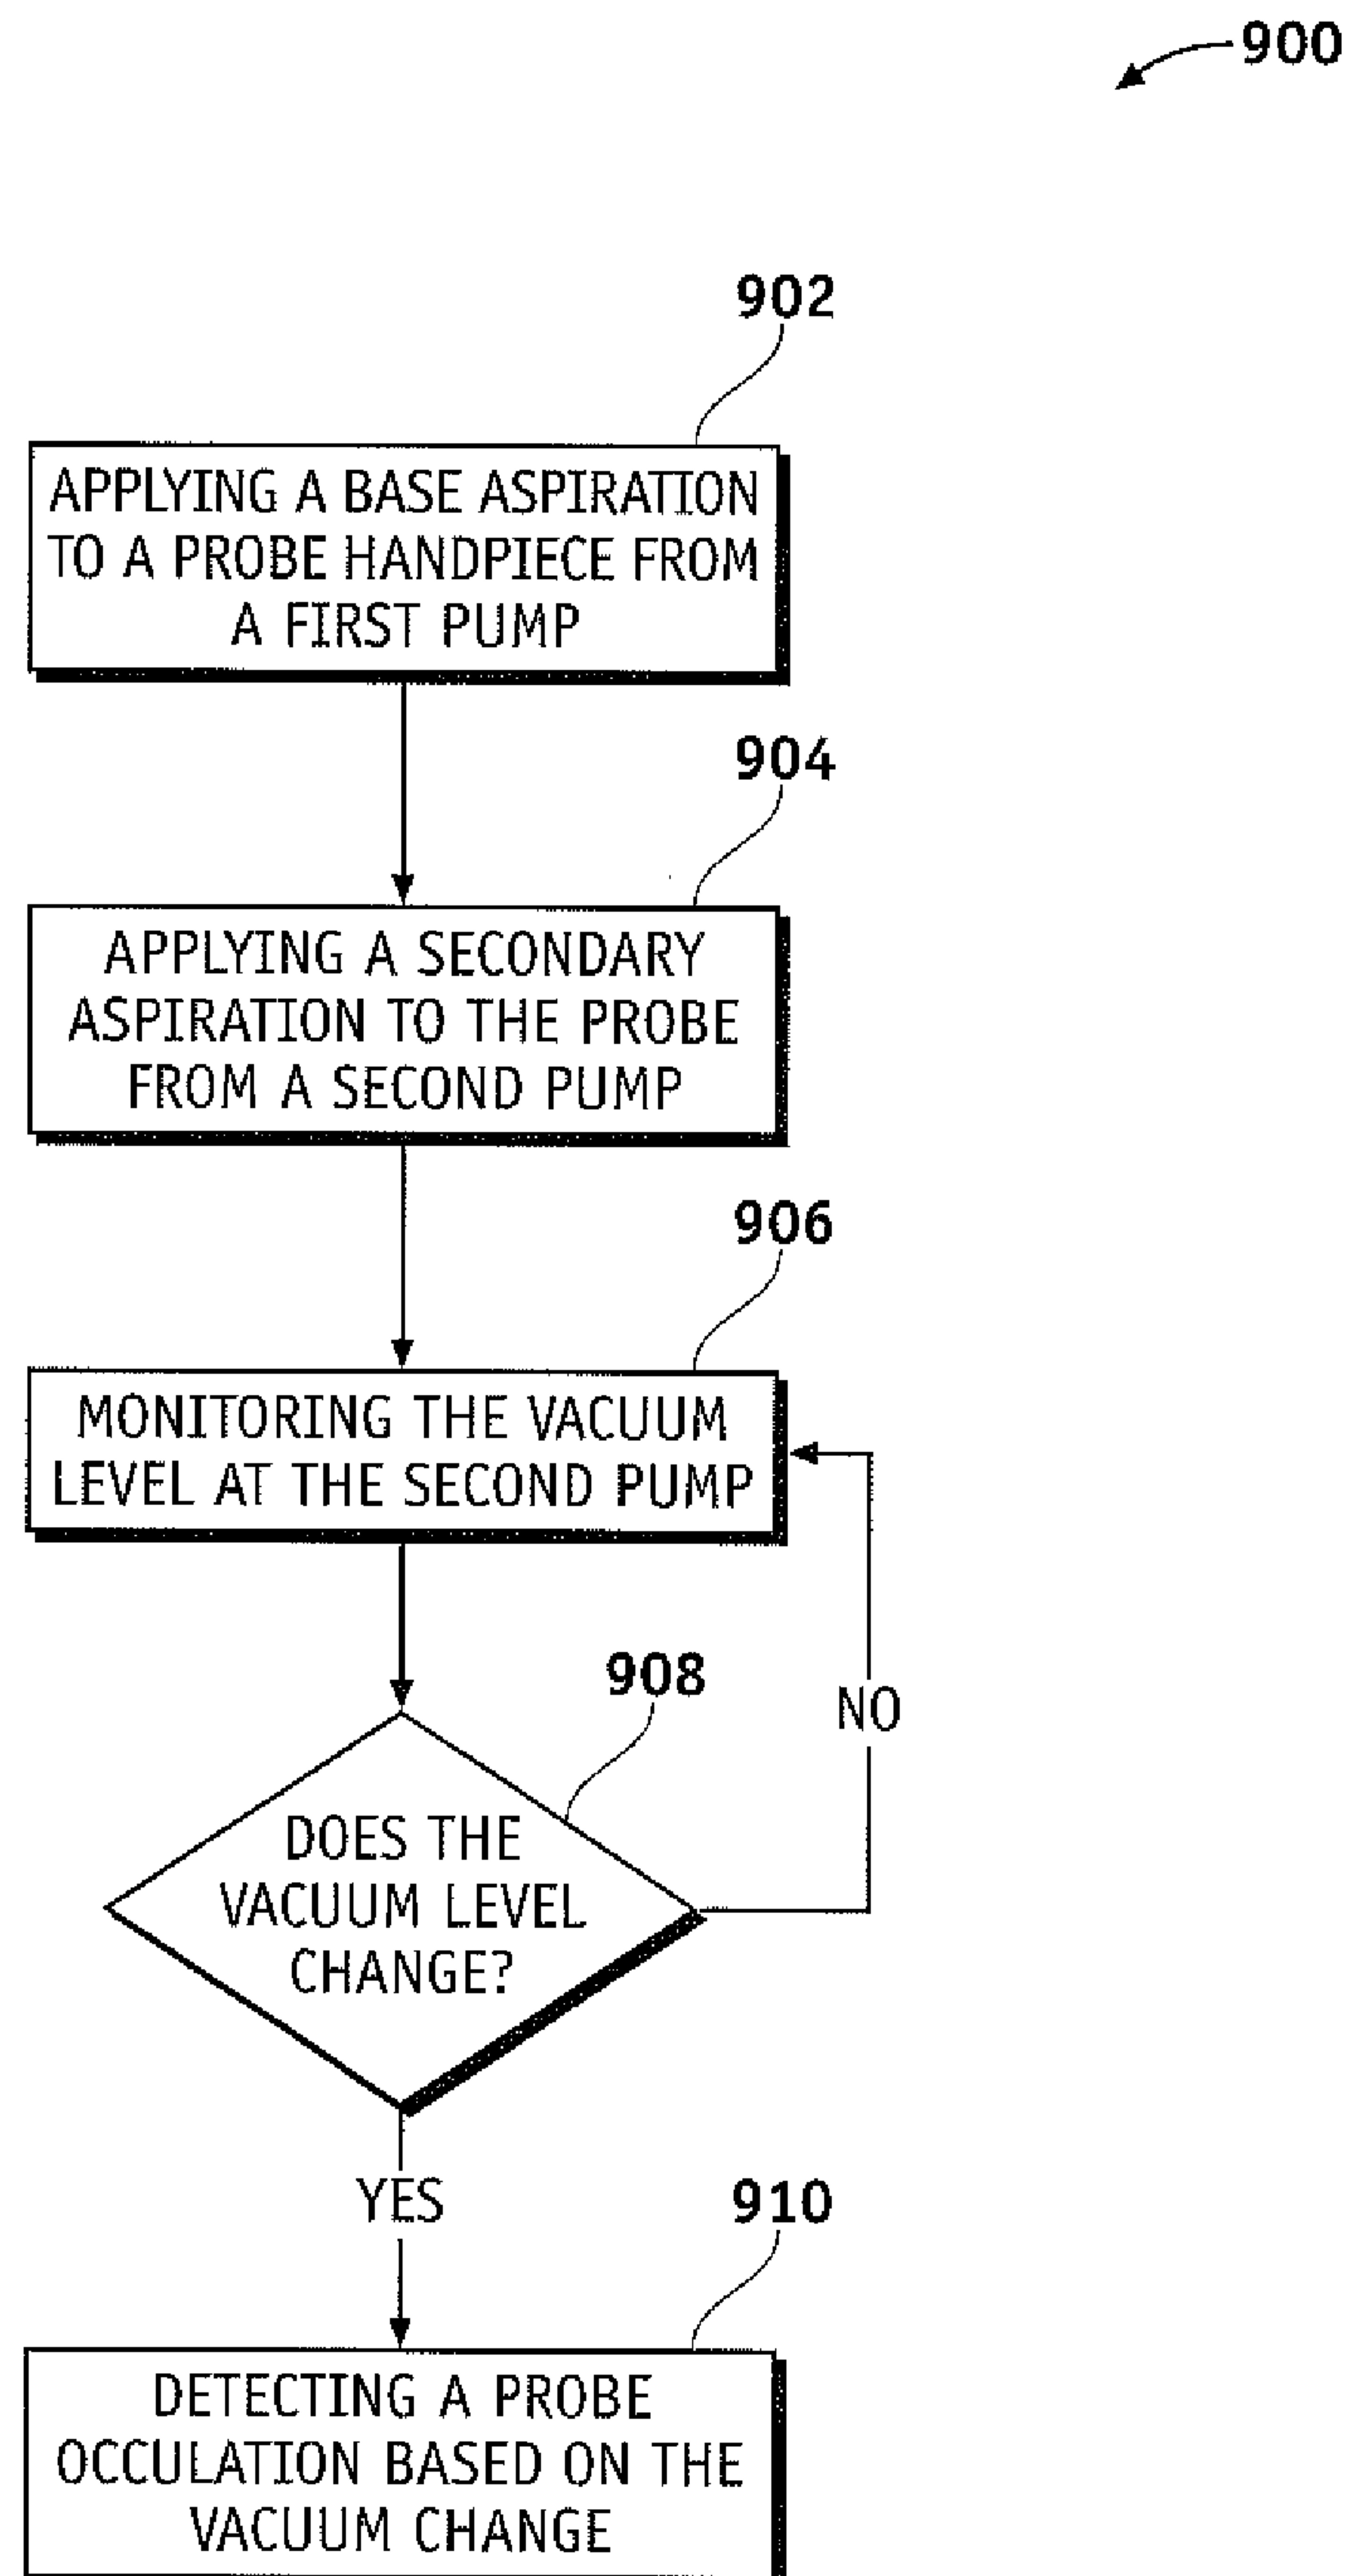 900
902
APPLYING A BASE ASPIRATION
TO A PROBE HANDPIECE FROM
A FIRST PUMP
904
APPLYING A SECONDARY
ASPIRATION TO THE PROBE
FROM A SECOND PUMP
906
MONITORING THE VACUUM
LEVEL AT THE SECOND PUMP
908
NO
DOES THE
VACUUM LEVEL
CHANGE?
YES
910
DETECTING A PROBE
OCCULATION BASED ON THE
VACUUM CHANGE